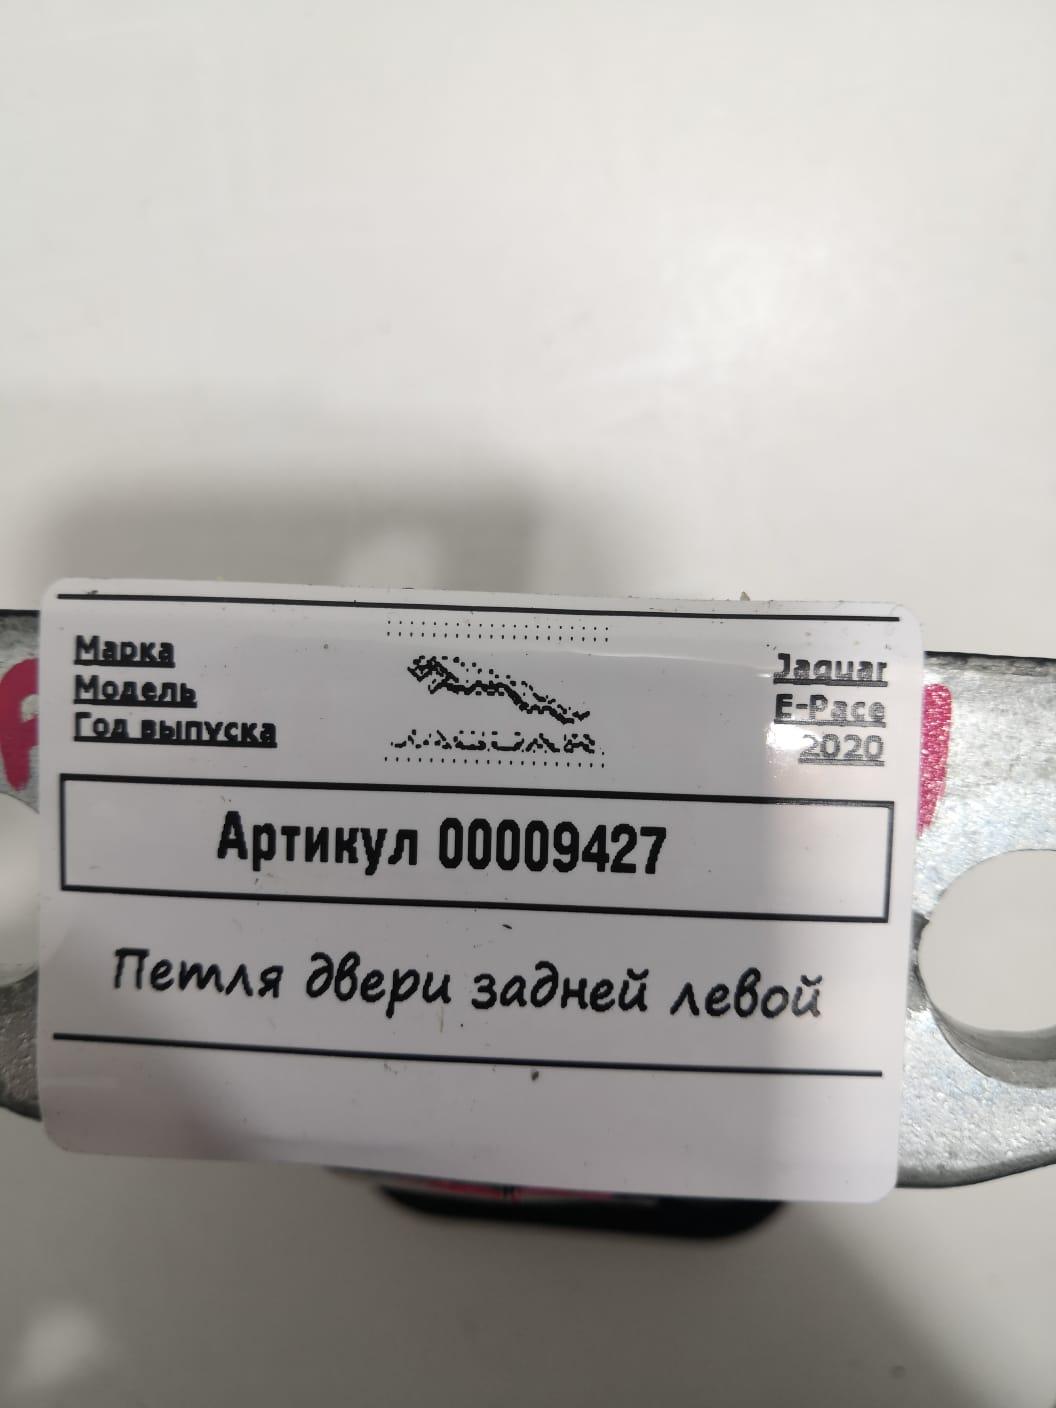 Марка Jaguar
Модель E-Pace
Год выпуска 2020
JAGUAR
Артикул 00009427
Петля двери задней левой